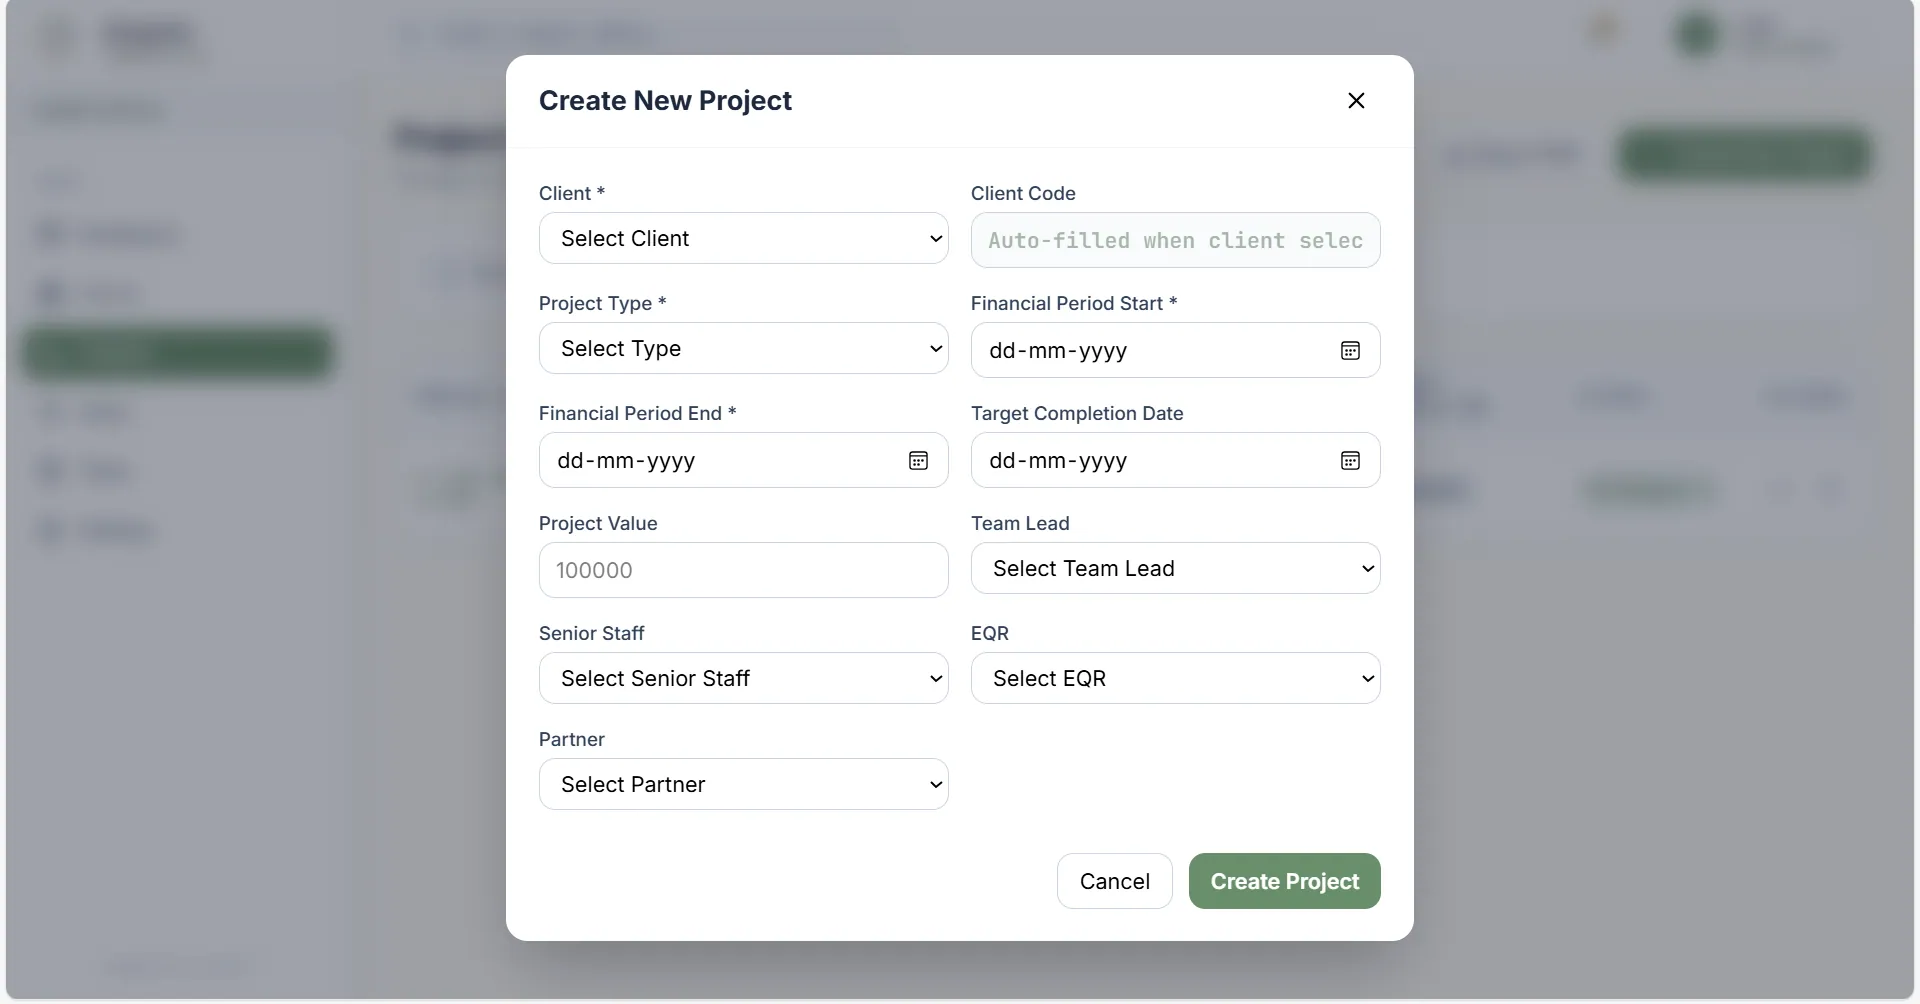 Create New Project
Client *
Client Code
Select Client
Auto-filled when client selec
Project Type *
Financial Period Start *
Select Type
dd-mm-yyyy
Financial Period End *
Target Completion Date
dd-mm-yyyy
dd-mm-yyyy
Project Value
Team Lead
100000
Select Team Lead
Senior Staff
EQR
Select Senior Staff
Select EQR
Partner
Select Partner
Cancel
Create Project